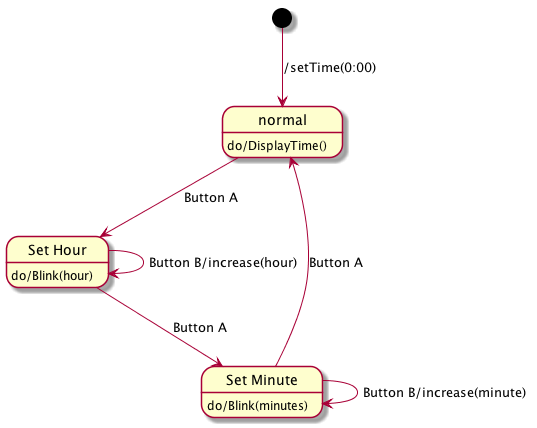 /setTime(0:00)
normal
do/DisplayTime()
Button A
Set Hour
do/Blink(hour)
Button B/increase(hour)
Button A
Button A
Set Minute
do/Blink(minutes)
Button B/increase(minute)